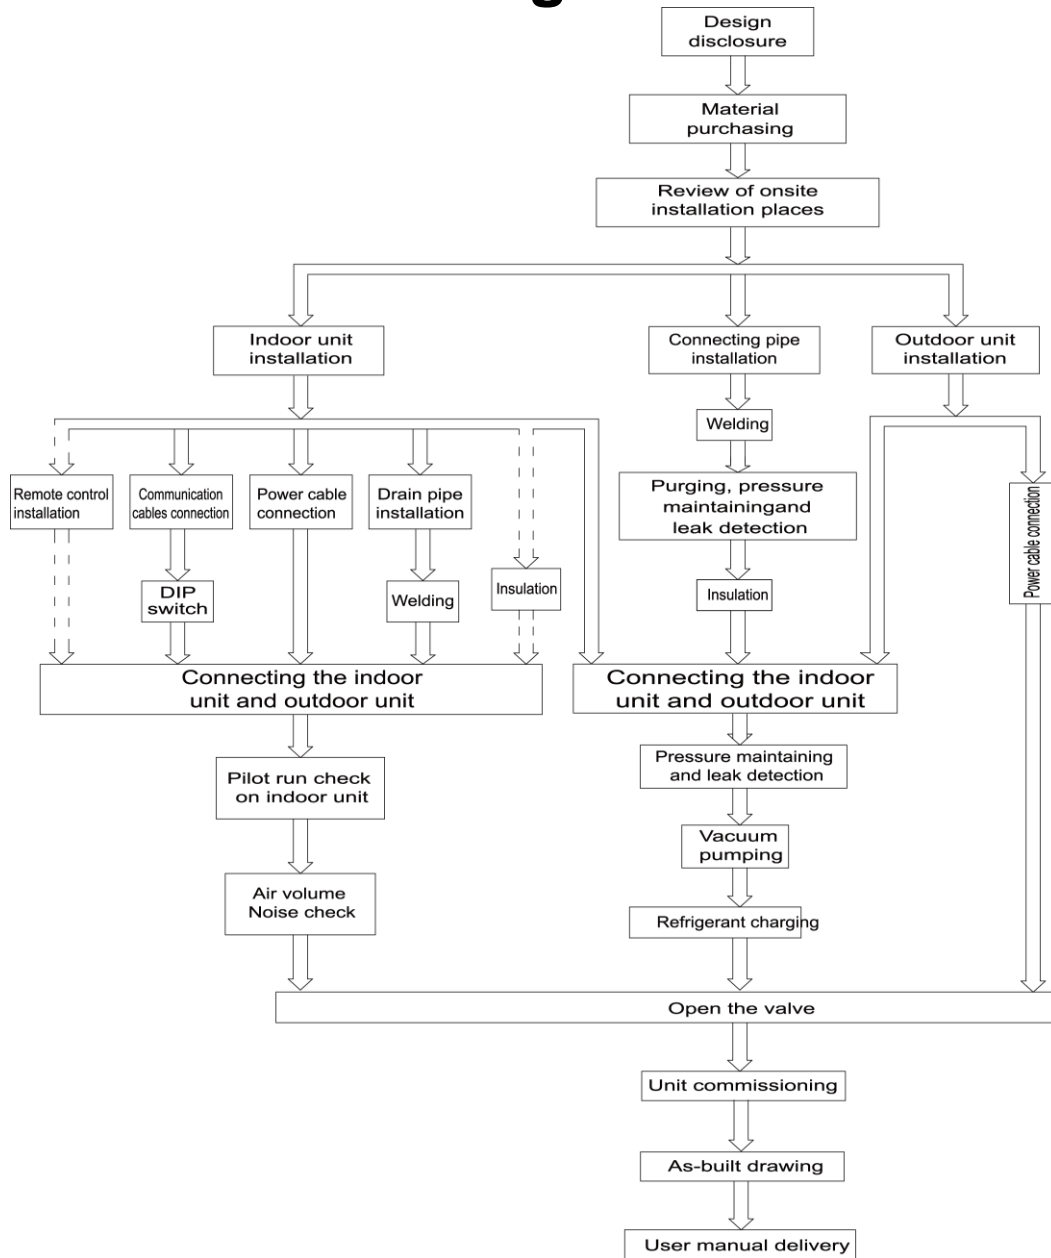 g
Design
disclosure
Material
purchasing
Review of onsite
installation places
Indoor unit
installation
Connecting pipe
installation
Outdoor unit
installation
Welding
Remote control
installation
Communication
cables connection
Power cable
connection
Drain pipe
installation
Purging, pressure
maintainingand
leak detection
Power cable connection
DIP
switch
Welding
Insulation
Insulation
Connecting the indoor
unit and outdoor unit
Connecting the indoor
unit and outdoor unit
Pilot run check
on indoor unit
Pressure maintaining
and leak detection
Vacuum
pumping
Air volume
Noise check
Refrigerant charging
Open the valve
Unit commissioning
As-built drawing
User manual delivery